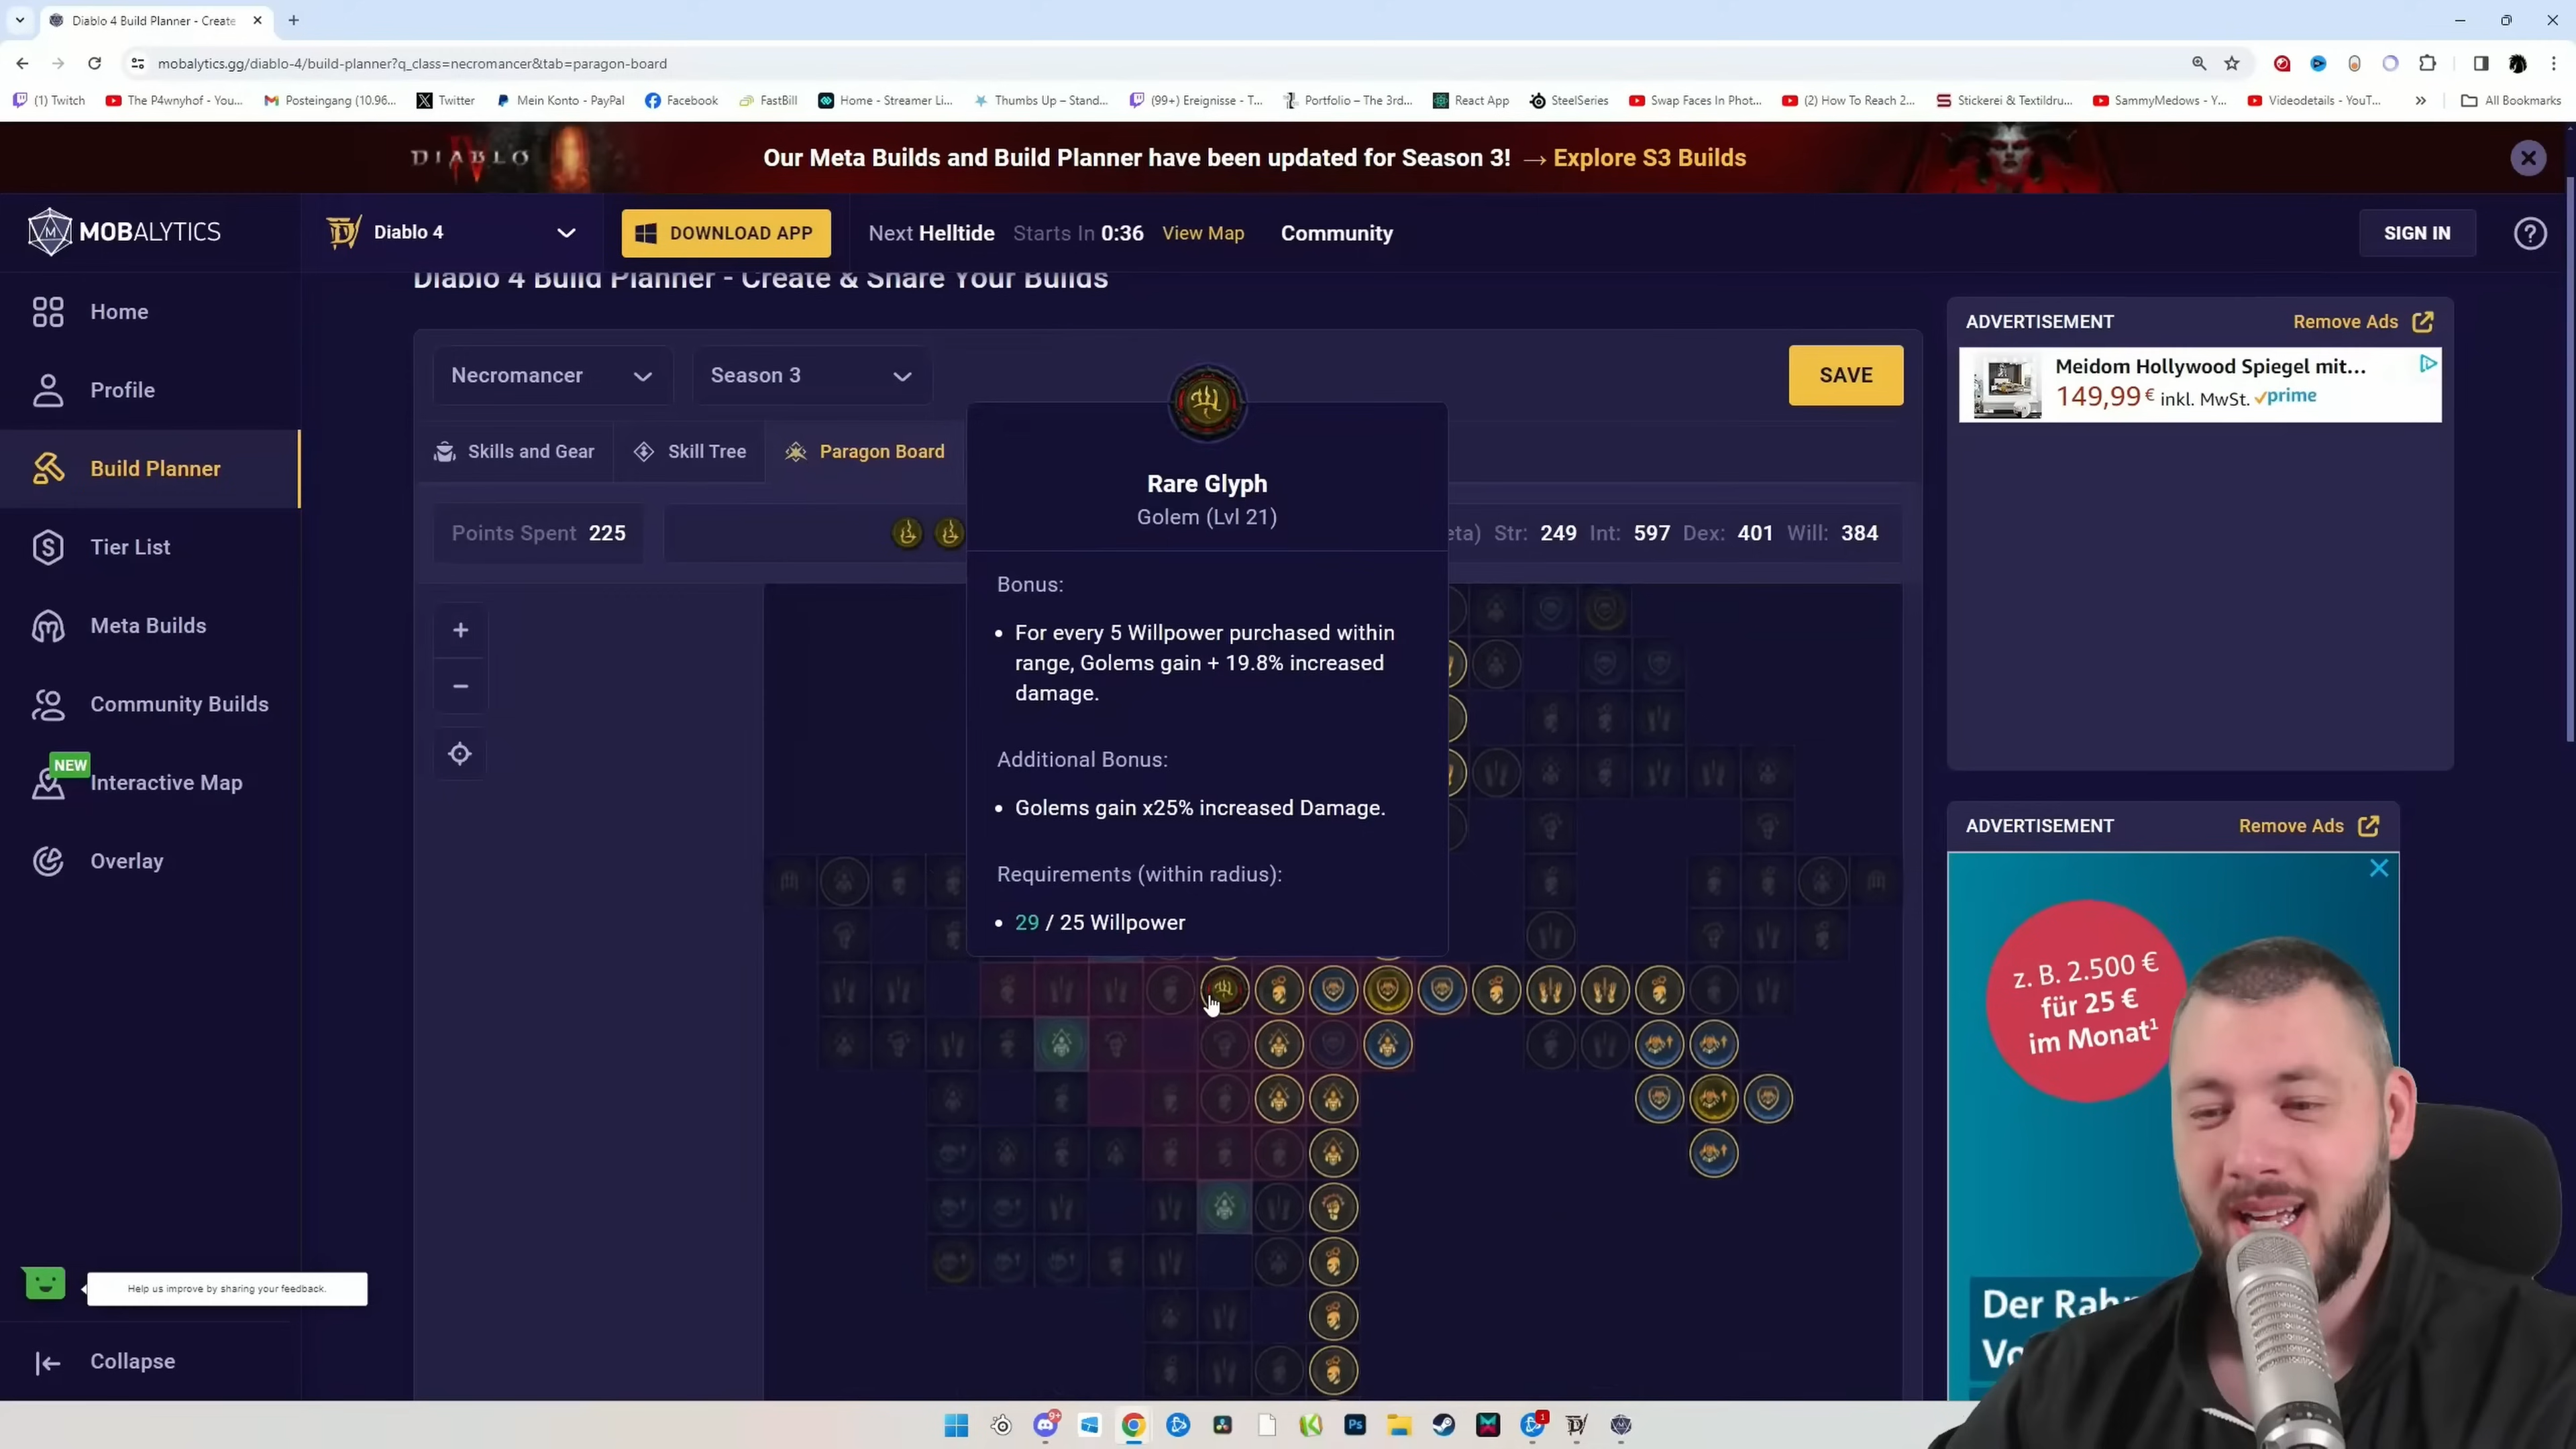 Diablo 4 Build Planner - Create
mobalytics.gg/diablo-4/build-planner?q_class=necromancer&tab=paragon-board
(1) Twitch
The P4wnyhof - You...
Posteingang (10.96...
Twitter
Mein Konto - PayPal
Facebook
FastBill
Home - Streamer Li...
Thumbs Up – Stand...
(99+) Ereignisse - T...
Portfolio – The 3rd...
React App
SteelSeries
Swap Faces In Phot...
(2) How To Reach 2...
Stickerei & Textildru...
SammyMedows - Y...
Videodetails - YouT...
All Bookmarks
DIABLO
IV
Our Meta Builds and Build Planner have been updated for Season 3! → Explore S3 Builds
MOBALYTICS
Diablo 4
DOWNLOAD APP
Next Helltide Starts In 0:36 View Map
Community
SIGN IN
Diablo 4 Build Planner - Create & Share Your Builds
Home
Profile
Build Planner
Tier List
Meta Builds
Community Builds
NEW
Interactive Map
Overlay
Help us improve by sharing your feedback.
Collapse
Necromancer
Season 3
SAVE
Skills and Gear
Skill Tree
Paragon Board
Points Spent 225
eta) Str: 249 Int: 597 Dex: 401 Will: 384
Rare Glyph
Golem (Lvl 21)
Bonus:
• For every 5 Willpower purchased within
range, Golems gain + 19.8% increased
damage.
Additional Bonus:
• Golems gain x25% increased Damage.
Requirements (within radius):
• 29 / 25 Willpower
ADVERTISEMENT
Remove Ads
Meidom Hollywood Spiegel mit...
149,99 € inkl. MwSt. prime
ADVERTISEMENT
Remove Ads
z. B. 2.500 €
für 25 €
im Monat¹
Der
9+
Ps
1